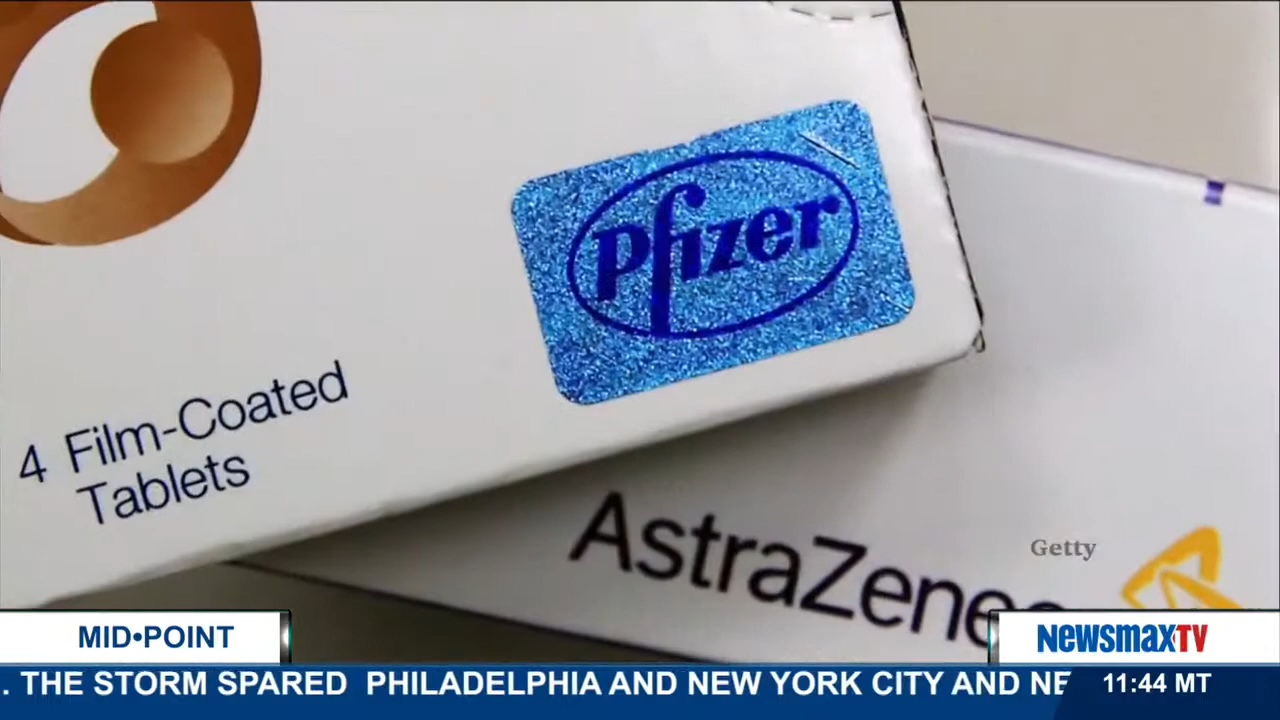 Pfizer
4 Film-Coated
Tablets
AstraZenec
Getty
MID•POINT
NEWSMAXTV
. THE STORM SPARED PHILADELPHIA AND NEW YORK CITY AND NE
11:44 MT